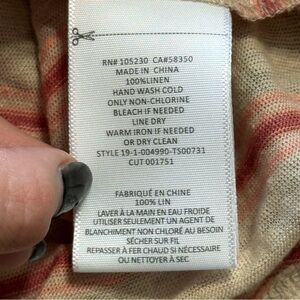 RN# 105230 CA#58350
MADE IN CHINA
100%LINEN
HAND WASH COLD
ONLY NON-CHLORINE
BLEACH IF NEEDED
LINE DRY
WARM IRON IF NEEDED
OR DRY CLEAN
STYLE 19-1-004990-TS00731
CUT 001751
FABRIQUÉ EN CHINE
100% LIN
LAVER À LA MAIN EN EAU FROIDE
UTILISER SEULEMENT UN AGENT DE
BLANCHIMENT NON CHLORÉ AU BESOIN
SÉCHER SUR FIL
REPASSER À FER CHAUD SI NÉCESSAIRE
OU NETTOYER À SEC